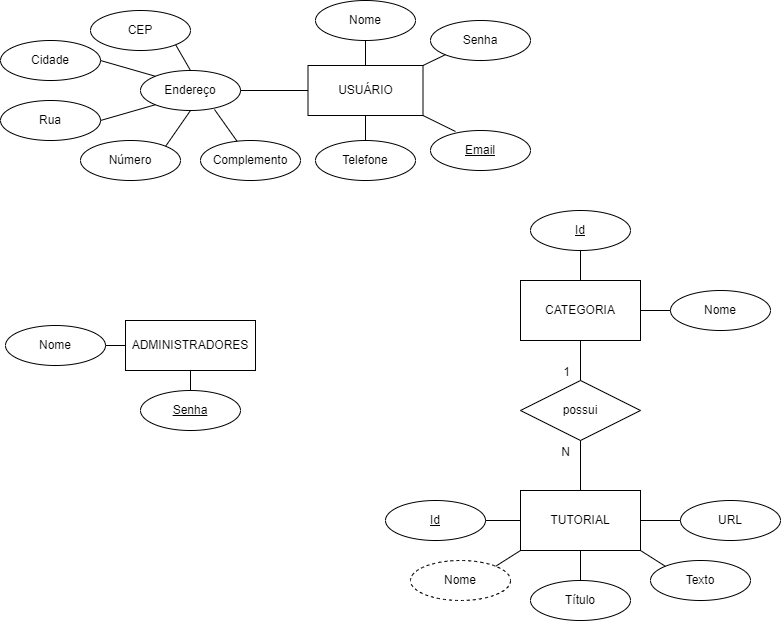 Nome
CEP
Senha
Cidade
Endereço
USUÁRIO
Rua
Número
Complemento
Telefone
Email
Id
CATEGORIA
Nome
Nome
ADMINISTRADORES
1
Senha
possui
N
Id
TUTORIAL
URL
Nome
Texto
Título